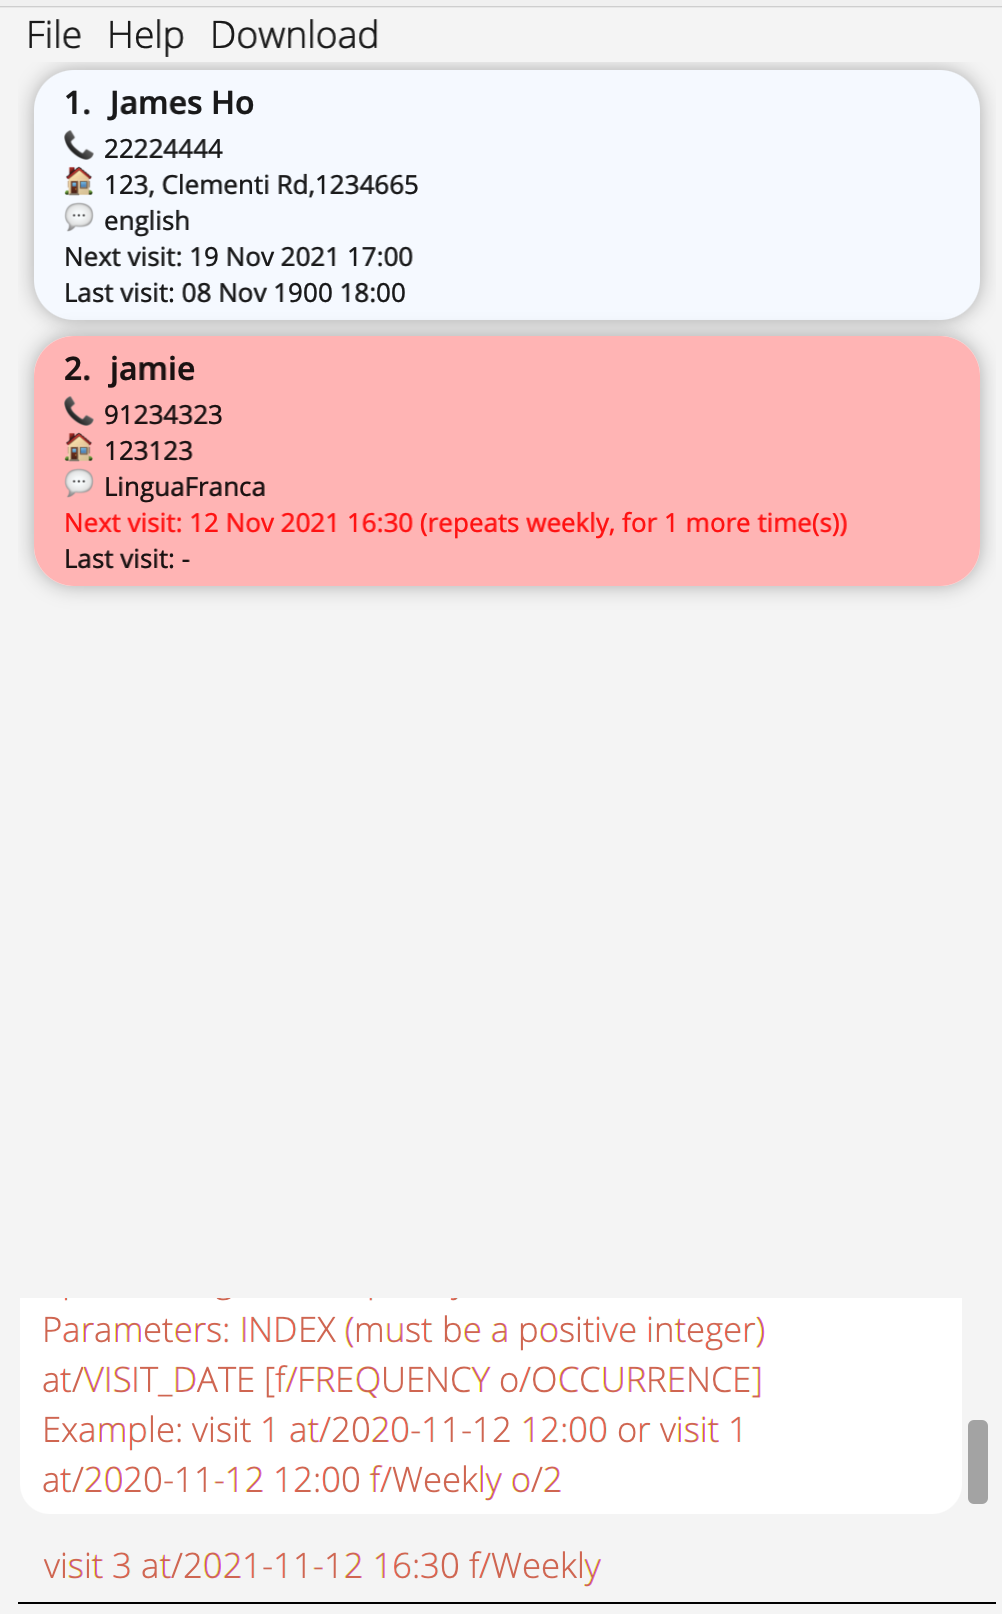 File Help Download
1. James Ho
22224444
123, Clementi Rd,1234665
english
Next visit: 19 Nov 2021 17:00
Last visit: 08 Nov 1900 18:00
2. jamie
91234323
123123
LinguaFranca
Next visit: 12 Nov 2021 16:30 (repeats weekly, for 1 more time(s))
Last visit: -
Parameters: INDEX (must be a positive integer)
at/VISIT_DATE [f/FREQUENCY o/OCCURRENCE]
Example: visit 1 at/2020-11-12 12:00 or visit 1
at/2020-11-12 12:00 f/Weekly o/2
visit 3 at/2021-11-12 16:30 f/Weekly